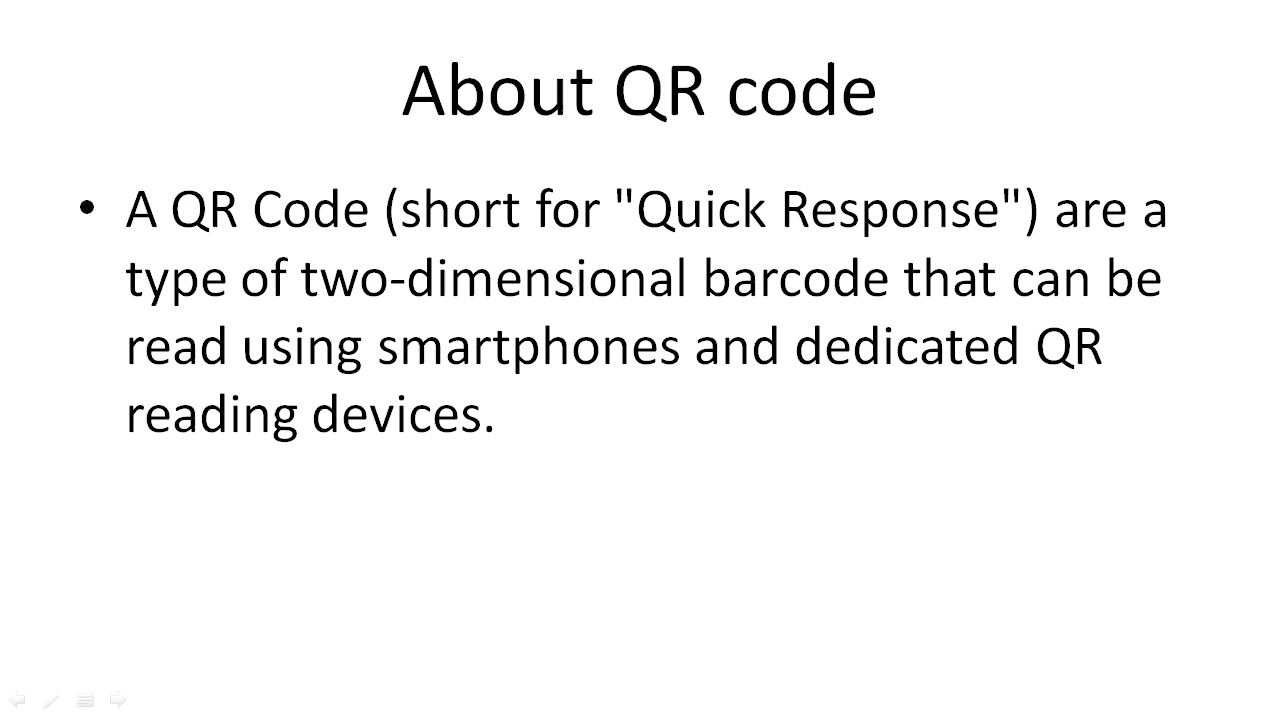 About QR code
• A QR Code (short for "Quick Response") are a
type of two-dimensional barcode that can be
read using smartphones and dedicated QR
reading devices.